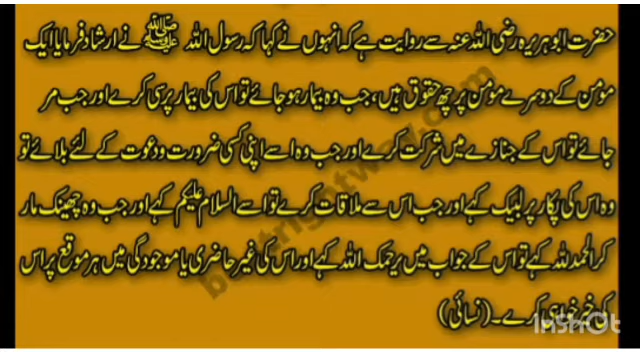 حضرت ابو ہریرہ رضی اللہ عنہ سے روایت ہے کہ انہوں نے کہا کہ رسول اللہ ﷺ نے ارشاد فرمایا ایک
مؤمن کے دوسرے مؤمن پر چھ حقوق ہیں، جب وہ بیمار ہو جائے تو اس کی بیمار پرسی کرے اور جب مر
جائے تو اس کے جنازے میں شرکت کرے اور جب وہ اسے اپنی کسی ضرورت و دعوت کے لئے بلائے تو
وہ اس کی پکار پر لبیک کہے اور جب اس سے ملاقات کرے تو اسے السلام علیکم کہے اور جب وہ چھینک مار
کر الحمد للہ کہے تو اس کے جواب میں یرحمک اللہ کہے اور اس کی غیر حاضری یا موجودگی میں ہر موقع پر اس
کی خیر خواہی کرے۔ (نسائی)
InShOt